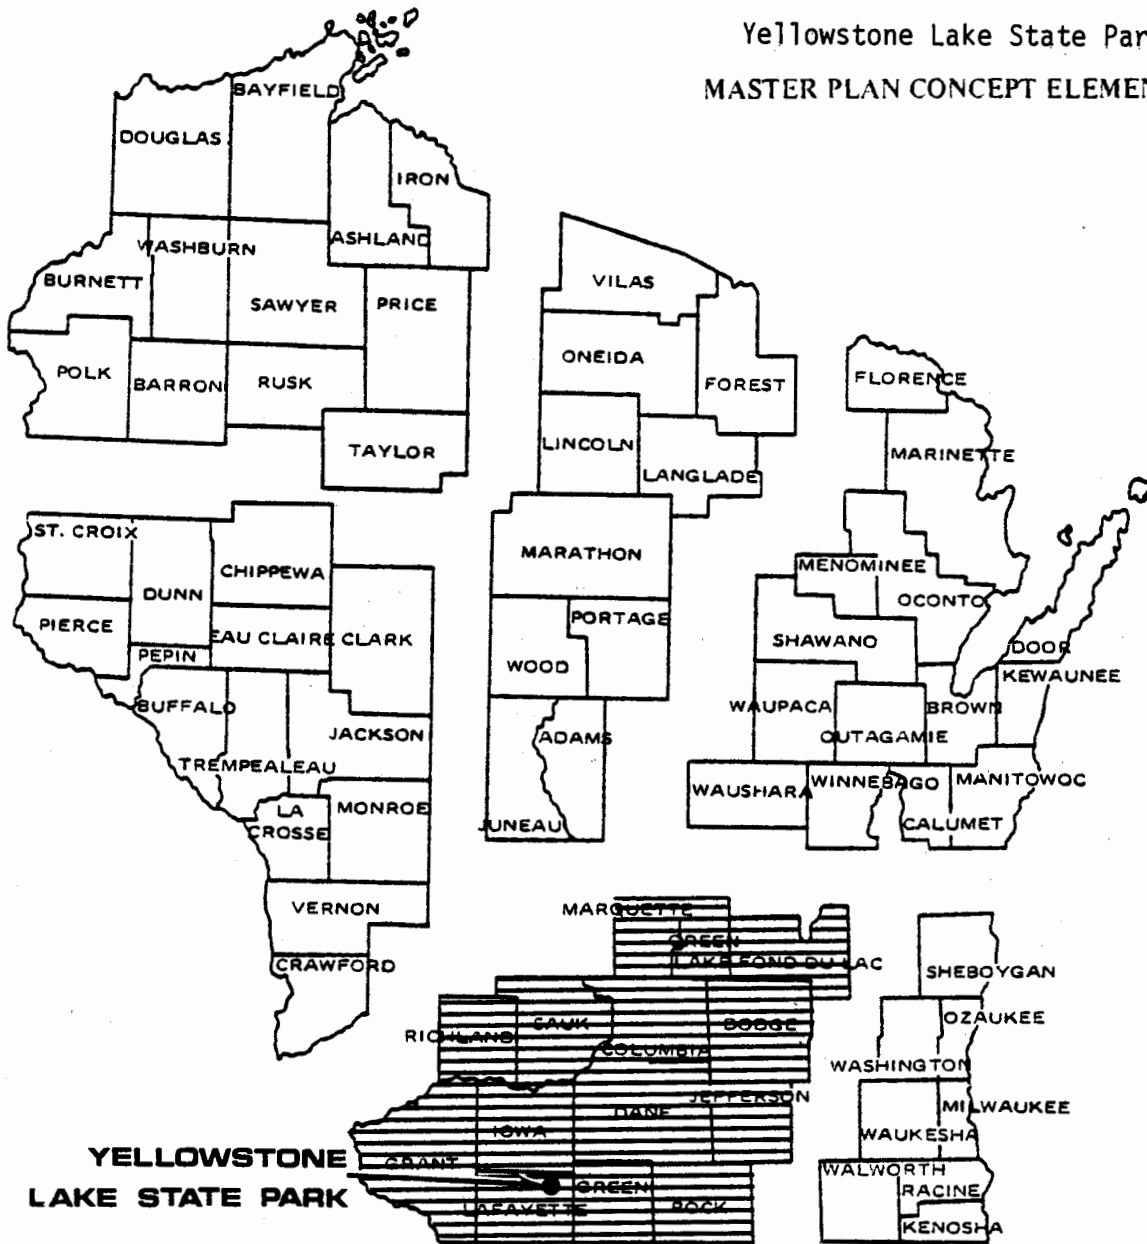 Yellowstone Lake State Par
MASTER PLAN CONCEPT ELEMEN
BAYFIELD
DOUGLAS
IRON
ASHLAND
WASHBURN
BURNETT
SAWYER
PRICE
POLK
BARRON
RUSK
TAYLOR
VILAS
ONEIDA
FOREST
LINCOLN
LANGLADE
FLORENCE
MARINETTE
ST. CROIX
CHIPPEWA
DUNN
PIERCE
EAU CLAIRE
CLARK
PEPIN
BUFFALO
JACKSON
TREMPEALEAU
LA
CROSSE
MONROE
VERNON
CRAWFORD
MARATHON
PORTAGE
WOOD
ADAMS
JUNEAU
MENOMINEE
OCONTO
SHAWANO
DOOR
KEWAUNEE
WAUPACA
BROWN
OUTAGAMIE
WAUSHARA
WINNEBAGO
MANITOWOC
CALUMET
MARQUETTE
GREEN
LAKE
FOND DU LAC
RICHLAND
SAUK
COLUMBIA
DODGE
SHEBOYGAN
OZAUKEE
WASHINGTON
JEFFERSON
DANE
IOWA
MILWAUKEE
WAUKESHA
GRANT
GREEN
LAFAYETTE
ROCK
WALWORTH
RACINE
KENOSHA
YELLOWSTONE
LAKE STATE PARK